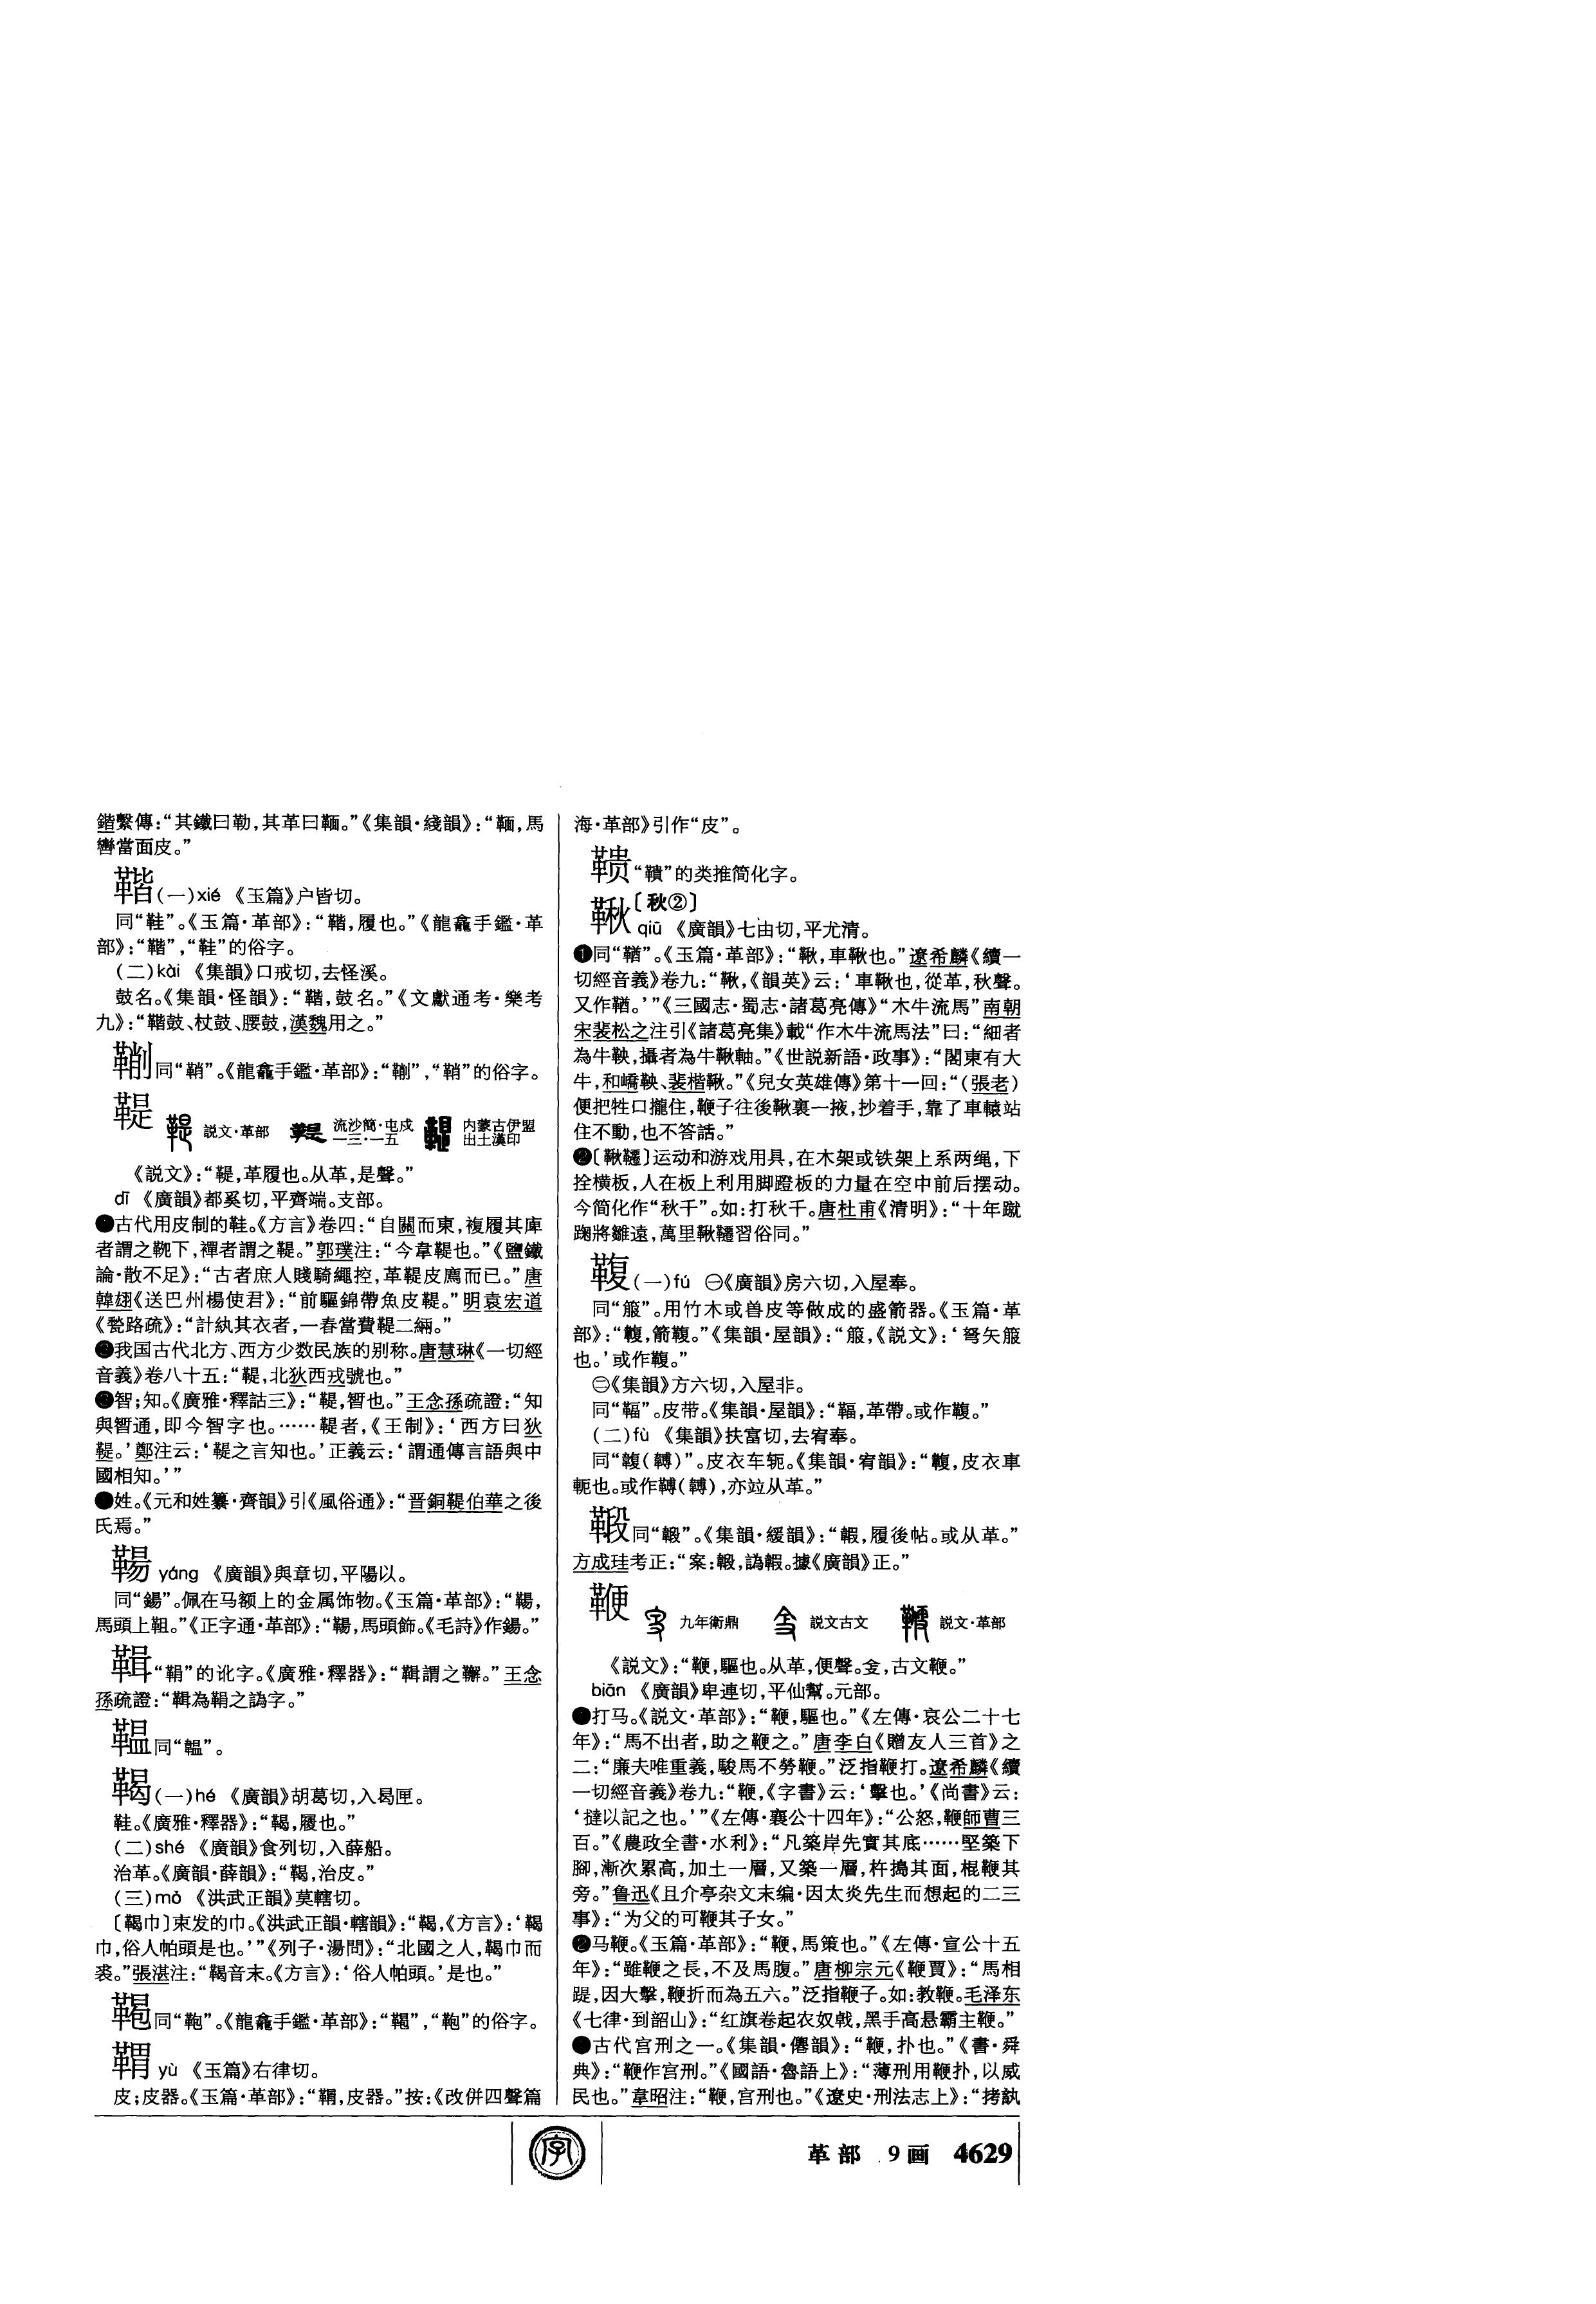 鍇繫傳：“其鐵曰勒，其革曰䩄。”《集韻·綫韻》：“䩄，馬
轡當面皮。”
鞳(一)xié 《玉篇》户皆切。
同“鞋”。《玉篇·革部》：“鞵，履也。”《龍龕手鑑·革
部》：“鞵”，“鞋”的俗字。
(二)kài 《集韻》口戒切，去怪溪。
鼓名。《集韻·怪韻》：“鼓名。”《文獻通考·樂考
九》：“鼓、杖鼓、腰鼓，漢魏用之。”
同“鞘”。《龍龕手鑑·革部》：“鞘”的俗字。
鞮 説文·革部 流沙簡·屯戍 内蒙古伊盟
一三·一五 出土漢印
《説文》：“鞮，革履也。从革，是聲。”
dī 《廣韻》都奚切，平齊端。支部。
❶古代用皮制的鞋。《方言》卷四：“自關而東，複履其庳
者謂之䩕下，襌者謂之鞮。”郭璞注：“今韋鞮也。”《鹽鐵
論·散不足》：“古者庶人賤騎繩控，革鞮皮廌而已。”唐
韓翃《送巴州楊使君》：“前驅錦帶魚皮鞮。”明袁宏道
《甃路疏》：“計紈其衣者，一春當費鞮二緉。”
❷我国古代北方、西方少数民族的别称。唐慧琳《一切經
音義》卷八十五：“鞮，北狄西戎號也。”
❸智；知。《廣雅·釋詁三》：“鞮，㬱也。”王念孫疏證：“知
與㬱通，即今智字也。……鞮者，《王制》：‘西方曰狄
鞮。’鄭注云：‘鞮之言知也。’正義云：‘謂通傳言語與中
國相知。’”
❹姓。《元和姓纂·齊韻》引《風俗通》：“晋銅鞮伯華之後
氏焉。”
䬗 yáng 《廣韻》與章切，平陽以。
同“鍚”。佩在马额上的金属饰物。《玉篇·革部》：“
馬頭上靻。”《正字通·革部》：“馬頭飾。《毛詩》作鍚。”
鞙“鞙”的讹字。《廣雅·釋器》：“鞙謂之䪎。”王念
孫疏證：“為鞙之譌字。”
鞰同“韞”。
鞨(一)hé 《廣韻》胡葛切，入曷匣。
鞋。《廣雅·釋器》：“鞨，履也。”
(二)shé 《廣韻》食列切，入薛船。
治革。《廣韻·薛韻》：“鞨，治皮。”
(三)mò 《洪武正韻》莫轄切。
〔鞨巾〕束发的巾。《洪武正韻·轄韻》：“鞨，《方言》：‘鞨
巾，俗人帕頭是也。’”《列子·湯問》：“北國之人，鞨巾而
裘。”張湛注：“鞨音末。《方言》：‘俗人帕頭。’是也。”
同“鞄”。《龍龕手鑑·革部》：“鞄”的俗字。
yù 《玉篇》右律切。
皮；皮器。《玉篇·革部》：“皮器。”按：《改併四聲篇
海·革部》引作“皮”。
“鞼”的类推简化字。
鞦〔秋②〕
qiū 《廣韻》七由切，平尤清。
❶同“鞧”。《玉篇·革部》：“鞦，車鞦也。”遼希麟《續一
切經音義》卷九：“鞦，《韻英》云：‘車鞦也，從革，秋聲。
又作鞧。’”《三國志·蜀志·諸葛亮傳》“木牛流馬”南朝
宋裴松之注引《諸葛亮集》載“作木牛流馬法”曰：“細者
為牛鞅，攝者為牛鞦軸。”《世説新語·政事》：“閣東有大
牛，和嶠鞅、裴楷鞦。”《兒女英雄傳》第十一回：“（張老）
便把牲口攏住，鞭子往後鞦裏一掖，抄着手，靠了車轅站
住不動，也不答話。”
❷〔鞦韆〕运动和游戏用具，在木架或铁架上系两绳，下
拴横板，人在板上利用脚蹬板的力量在空中前后摆动。
今简化作“秋千”。如：打秋千。唐杜甫《清明》：“十年蹴
踘將雛遠，萬里鞦韆習俗同。”
鞴(一)fú ㊀《廣韻》房六切，入屋奉。
同“箙”。用竹木或兽皮等做成的盛箭器。《玉篇·革
部》：“䩻，箭䩻。”《集韻·屋韻》：“箙，《説文》：‘弩矢箙
也。’或作䩻。”
㊁《集韻》方六切，入屋非。
同“䩼”。皮带。《集韻·屋韻》：“革帶。或作䩻。”
(二)fù 《集韻》扶富切，去宥奉。
同“䪔（䪙）”。皮衣车轭。《集韻·宥韻》：“皮衣車
軛也。或作，亦竝从革。”
同“緞”。《集韻·緩韻》：“履後帖。或从革。”
方成珪考正：“案：譌。據《廣韻》正。”
鞭 九年衛鼎 説文古文 説文·革部
《説文》：“鞭，驅也。从革，便聲。，古文鞭。”
biān 《廣韻》卑連切，平仙幫。元部。
❶打马。《説文·革部》：“鞭，驅也。”《左傳·哀公二十七
年》：“馬不出者，助之鞭之。”唐李白《贈友人三首》之
二：“廉夫唯重義，駿馬不勞鞭。”泛指鞭打。遼希麟《續
一切經音義》卷九：“鞭，《字書》云：‘擊也。’《尚書》云：
‘撻以記之也。’”《左傳·襄公十四年》：“公怒，鞭師曹三
百。”《農政全書·水利》：“凡築岸先實其底……堅築下
腳，漸次累高，加土一層，又築一層，杵搗其面，棍鞭其
旁。”鲁迅《且介亭杂文末编·因太炎先生而想起的二三
事》：“为父的可鞭其子女。”
❷马鞭。《玉篇·革部》：“鞭，馬策也。”《左傳·宣公十五
年》：“雖鞭之長，不及馬腹。”唐柳宗元《鞭賈》：“馬相
踶，因大擊，鞭折而為五六。”泛指鞭子。如：教鞭。毛泽东
《七律·到韶山》：“红旗卷起农奴戟，黑手高悬霸主鞭。”
❸古代官刑之一。《集韻·僊韻》：“鞭，扑也。”《書·舜
典》：“鞭作官刑。”《國語·魯語上》：“薄刑用鞭扑，以威
民也。”韋昭注：“鞭，官刑也。”《遼史·刑法志上》：“拷訊
字
革部 9画 4629